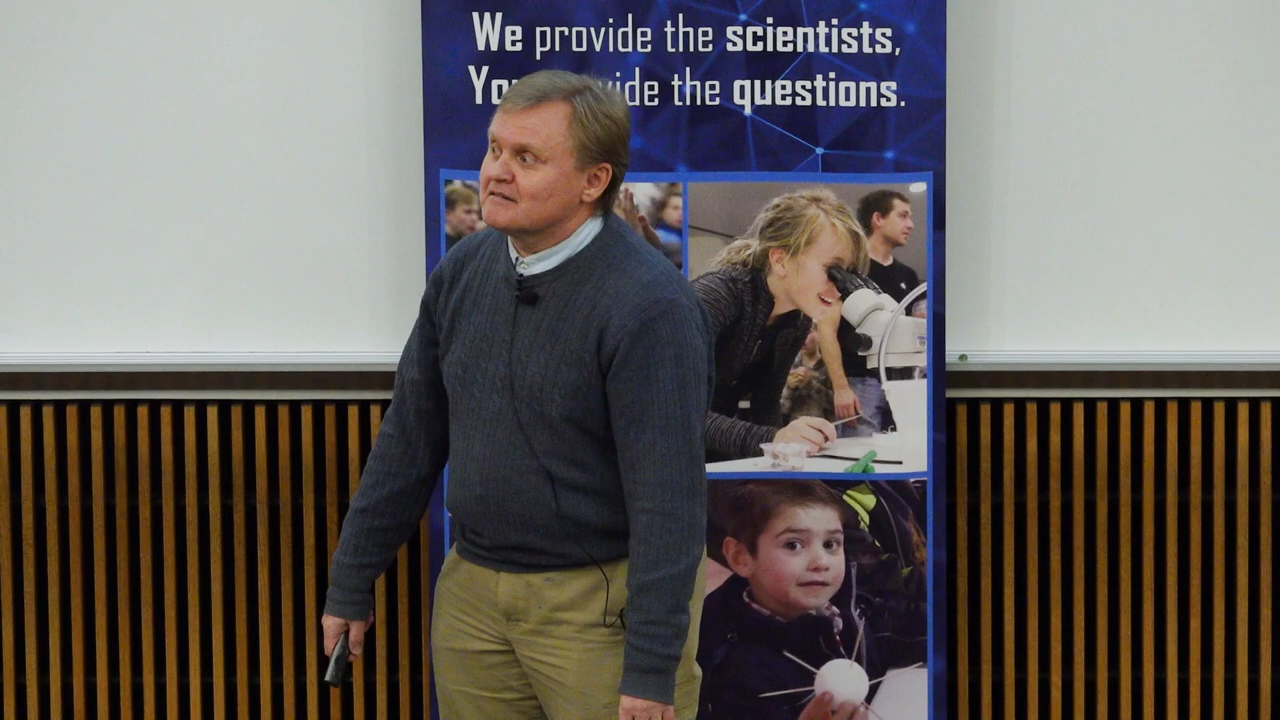 We provide the scientists,
the questions.